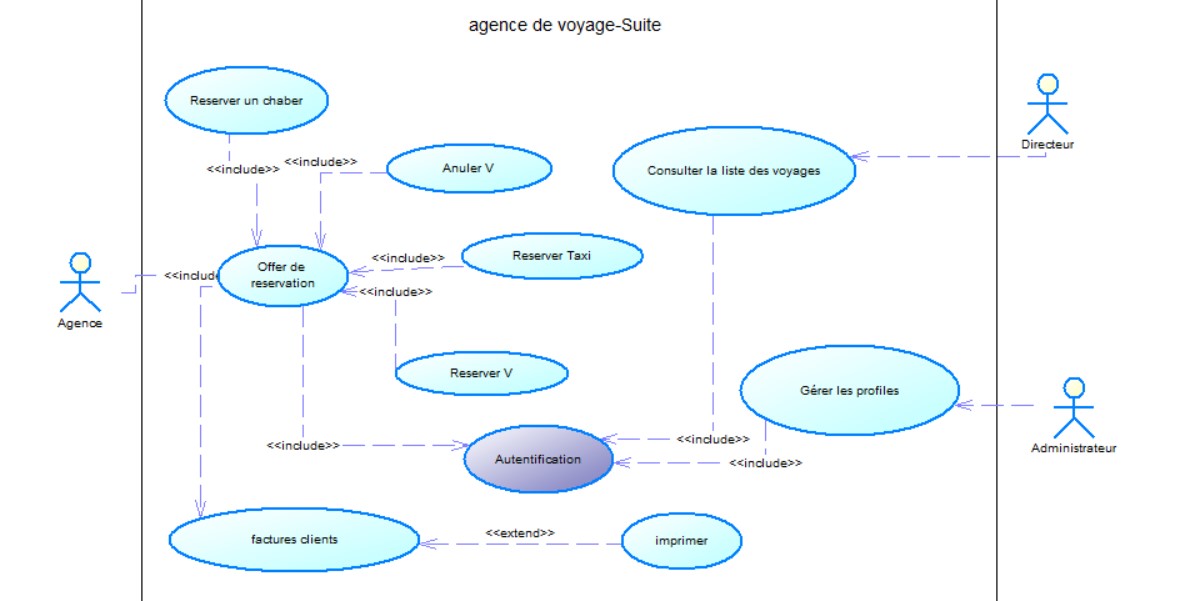 agence de voyage-Suite
Reserver un chaber
Directeur
<<include>>
<<include>>
Anuler V
Consulter la liste des voyages
Offer de
reservation
<<include>>
Reserver Taxi
<<includ
<<include>>
Agence
Reserver V
Gérer les profiles
<<include>>
<<include>>
Administrateur
Autentification
<<include>>
factures clients
<<extend>>
imprimer